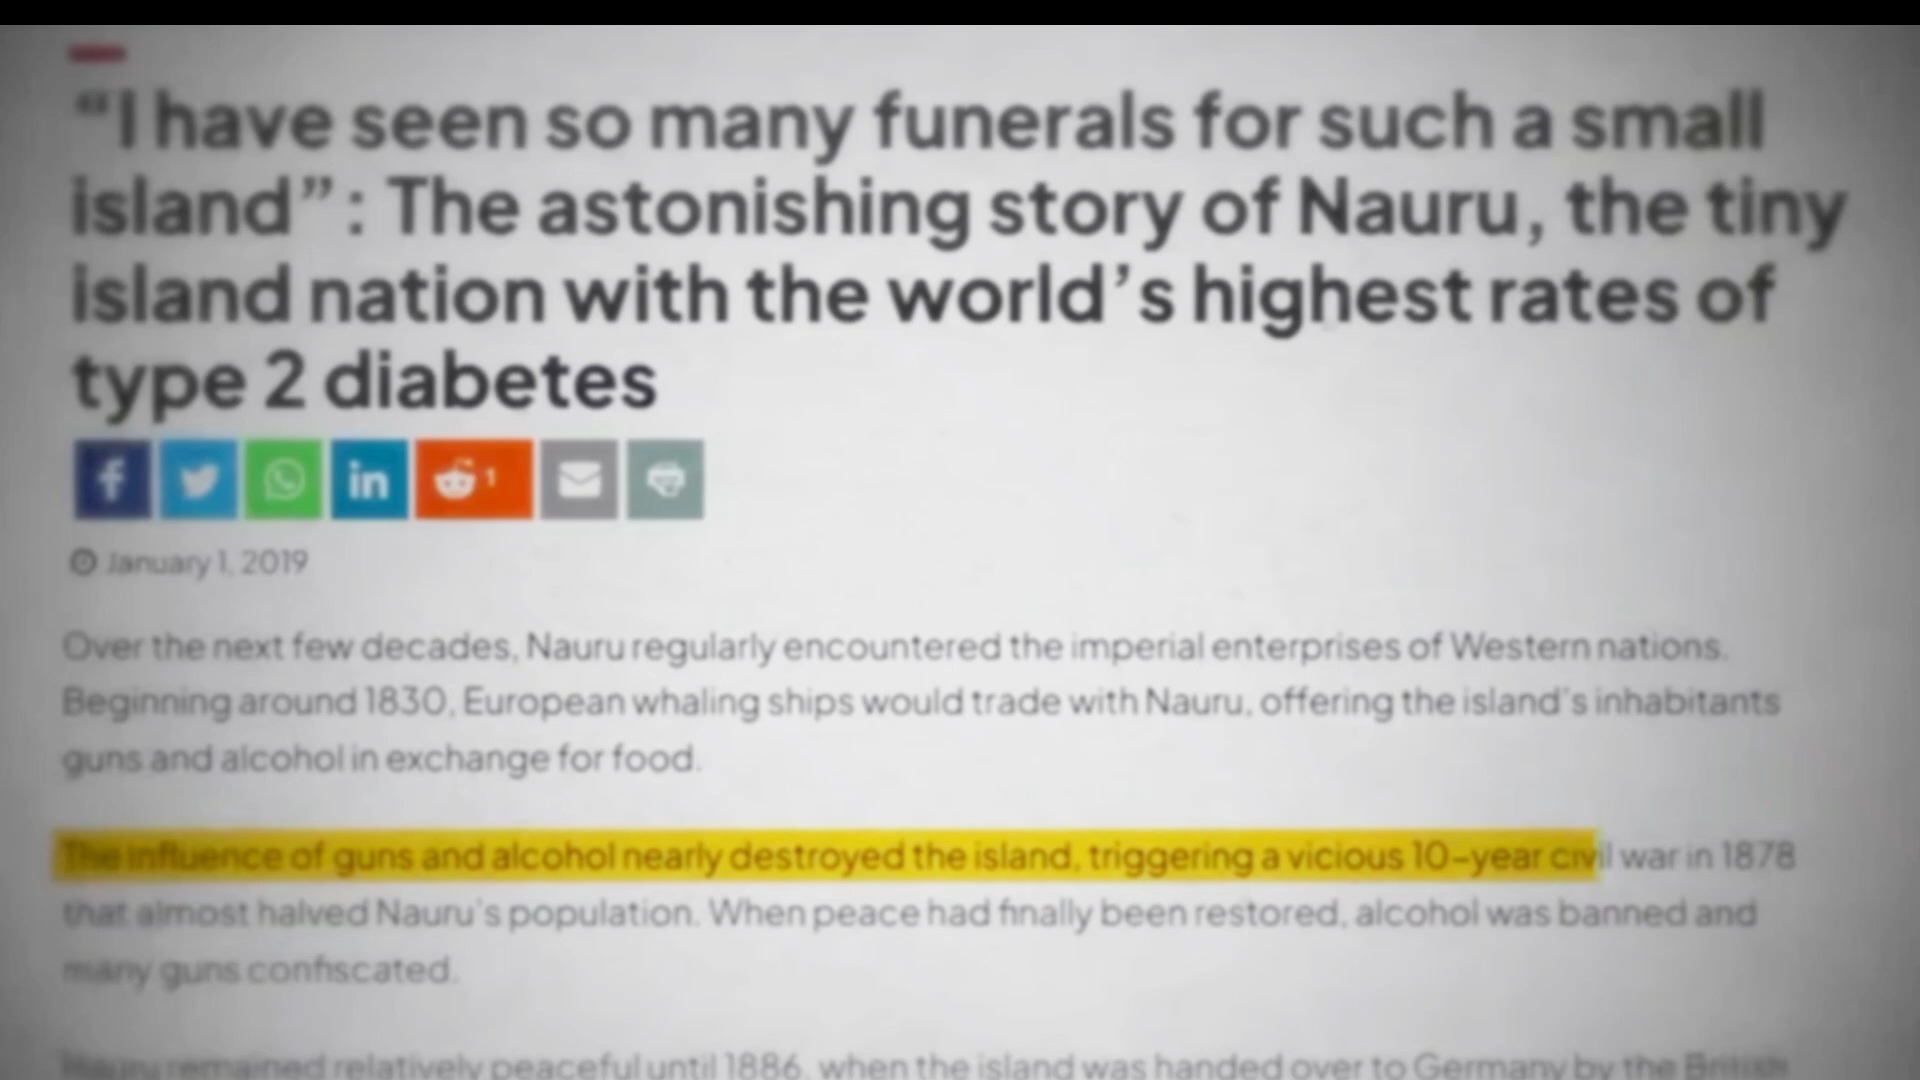 “I have seen so many funerals for such a small
island”: The astonishing story of Nauru, the tiny
island nation with the world’s highest rates of
type 2 diabetes
f
in
1
January 1, 2019
Over the next few decades, Nauru regularly encountered the imperial enterprises of Western nations.
Beginning around 1830, European whaling ships would trade with Nauru, offering the island’s inhabitants
guns and alcohol in exchange for food.
The influence of guns and alcohol nearly destroyed the island, triggering a vicious 10-year civil war in 1878
that almost halved Nauru’s population. When peace had finally been restored, alcohol was banned and
many guns confiscated.
Nauru remained relatively peaceful until 1886, when the island was handed over to Germany by the British